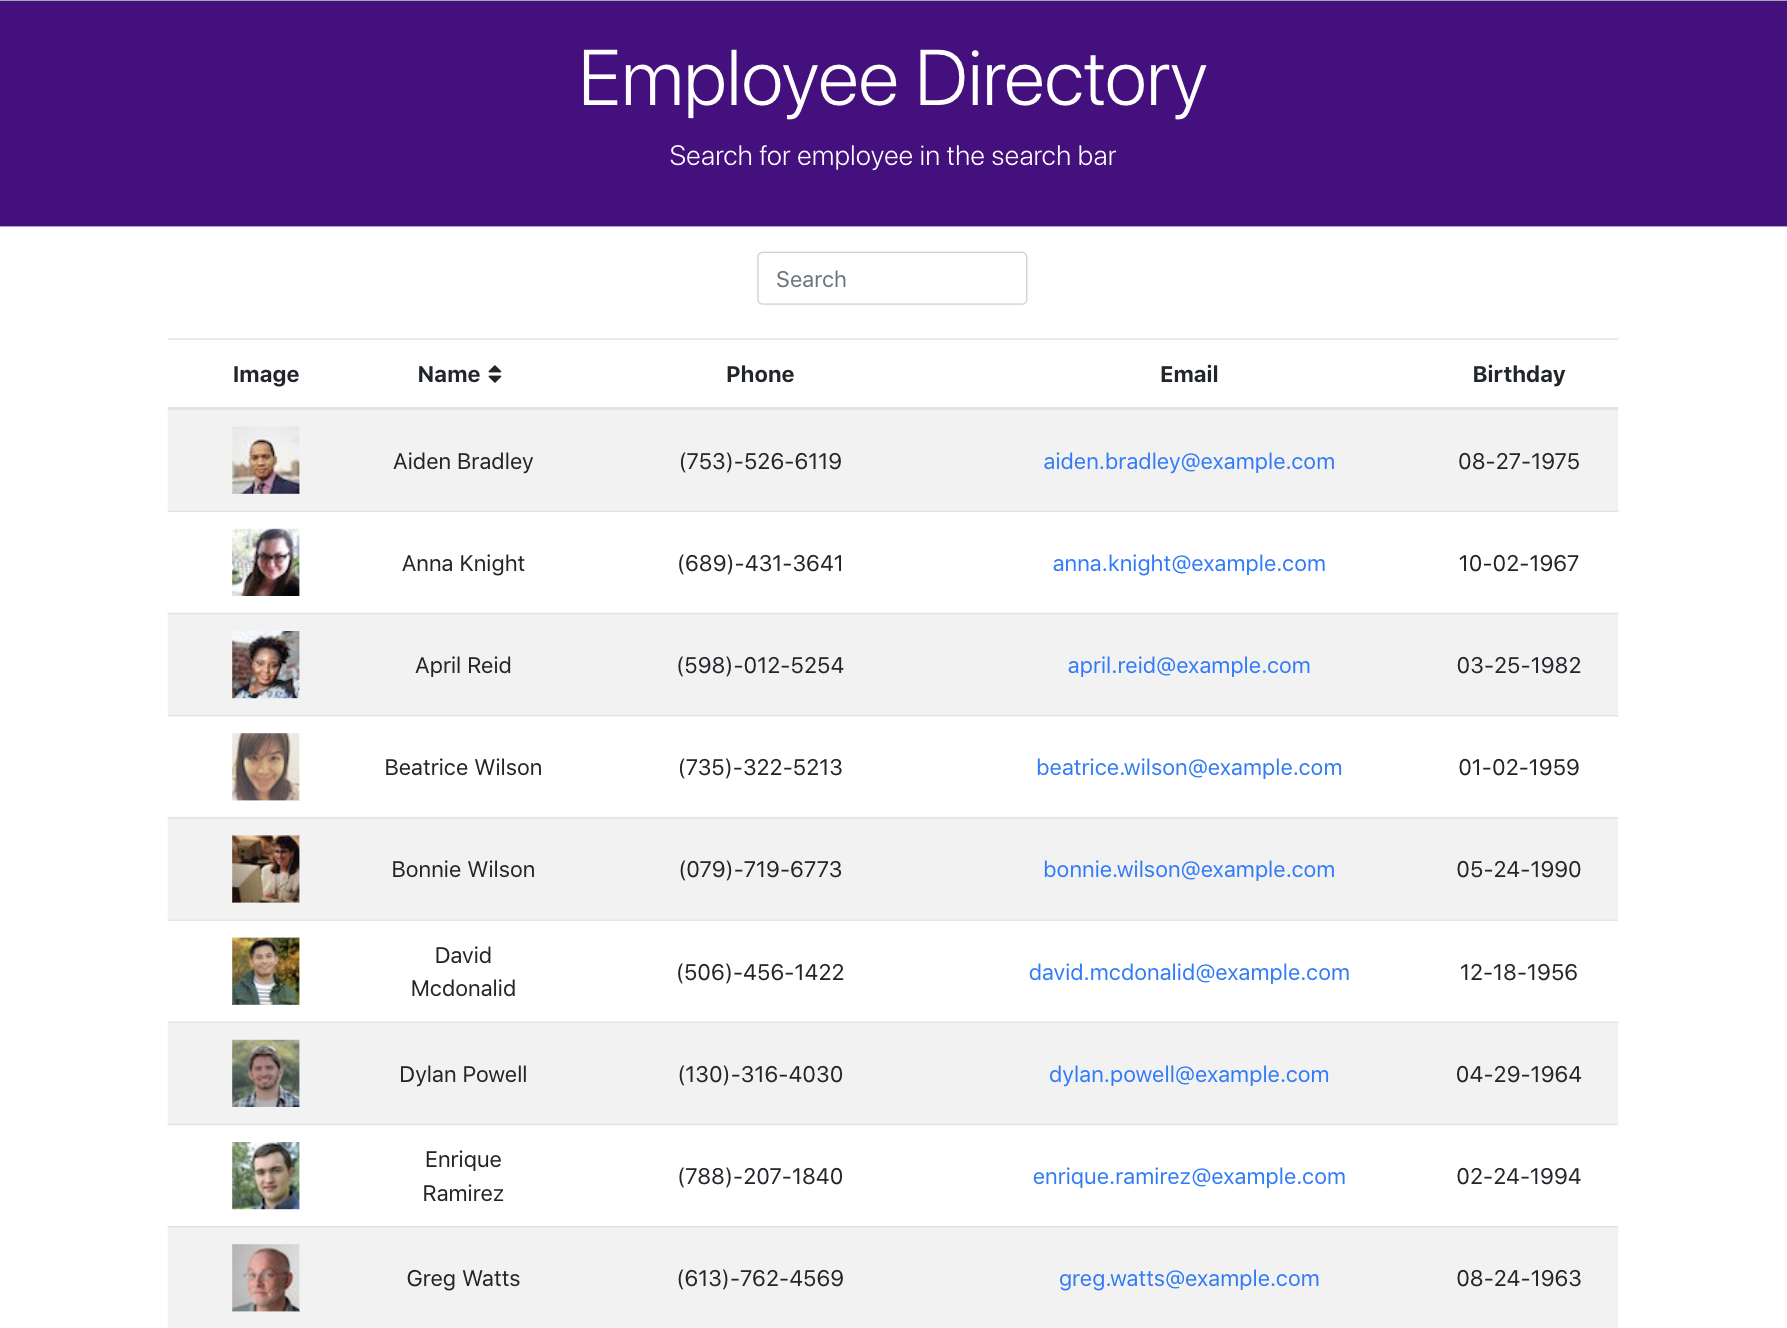 Employee Directory
Search for employee in the search bar
Search
Image Name Phone Email Birthday
Aiden Bradley (753)-526-6119 aiden.bradley@example.com 08-27-1975
Anna Knight (689)-431-3641 anna.knight@example.com 10-02-1967
April Reid (598)-012-5254 april.reid@example.com 03-25-1982
Beatrice Wilson (735)-322-5213 beatrice.wilson@example.com 01-02-1959
Bonnie Wilson (079)-719-6773 bonnie.wilson@example.com 05-24-1990
David
Mcdonalid (506)-456-1422 david.mcdonalid@example.com 12-18-1956
Dylan Powell (130)-316-4030 dylan.powell@example.com 04-29-1964
Enrique
Ramirez (788)-207-1840 enrique.ramirez@example.com 02-24-1994
Greg Watts (613)-762-4569 greg.watts@example.com 08-24-1963